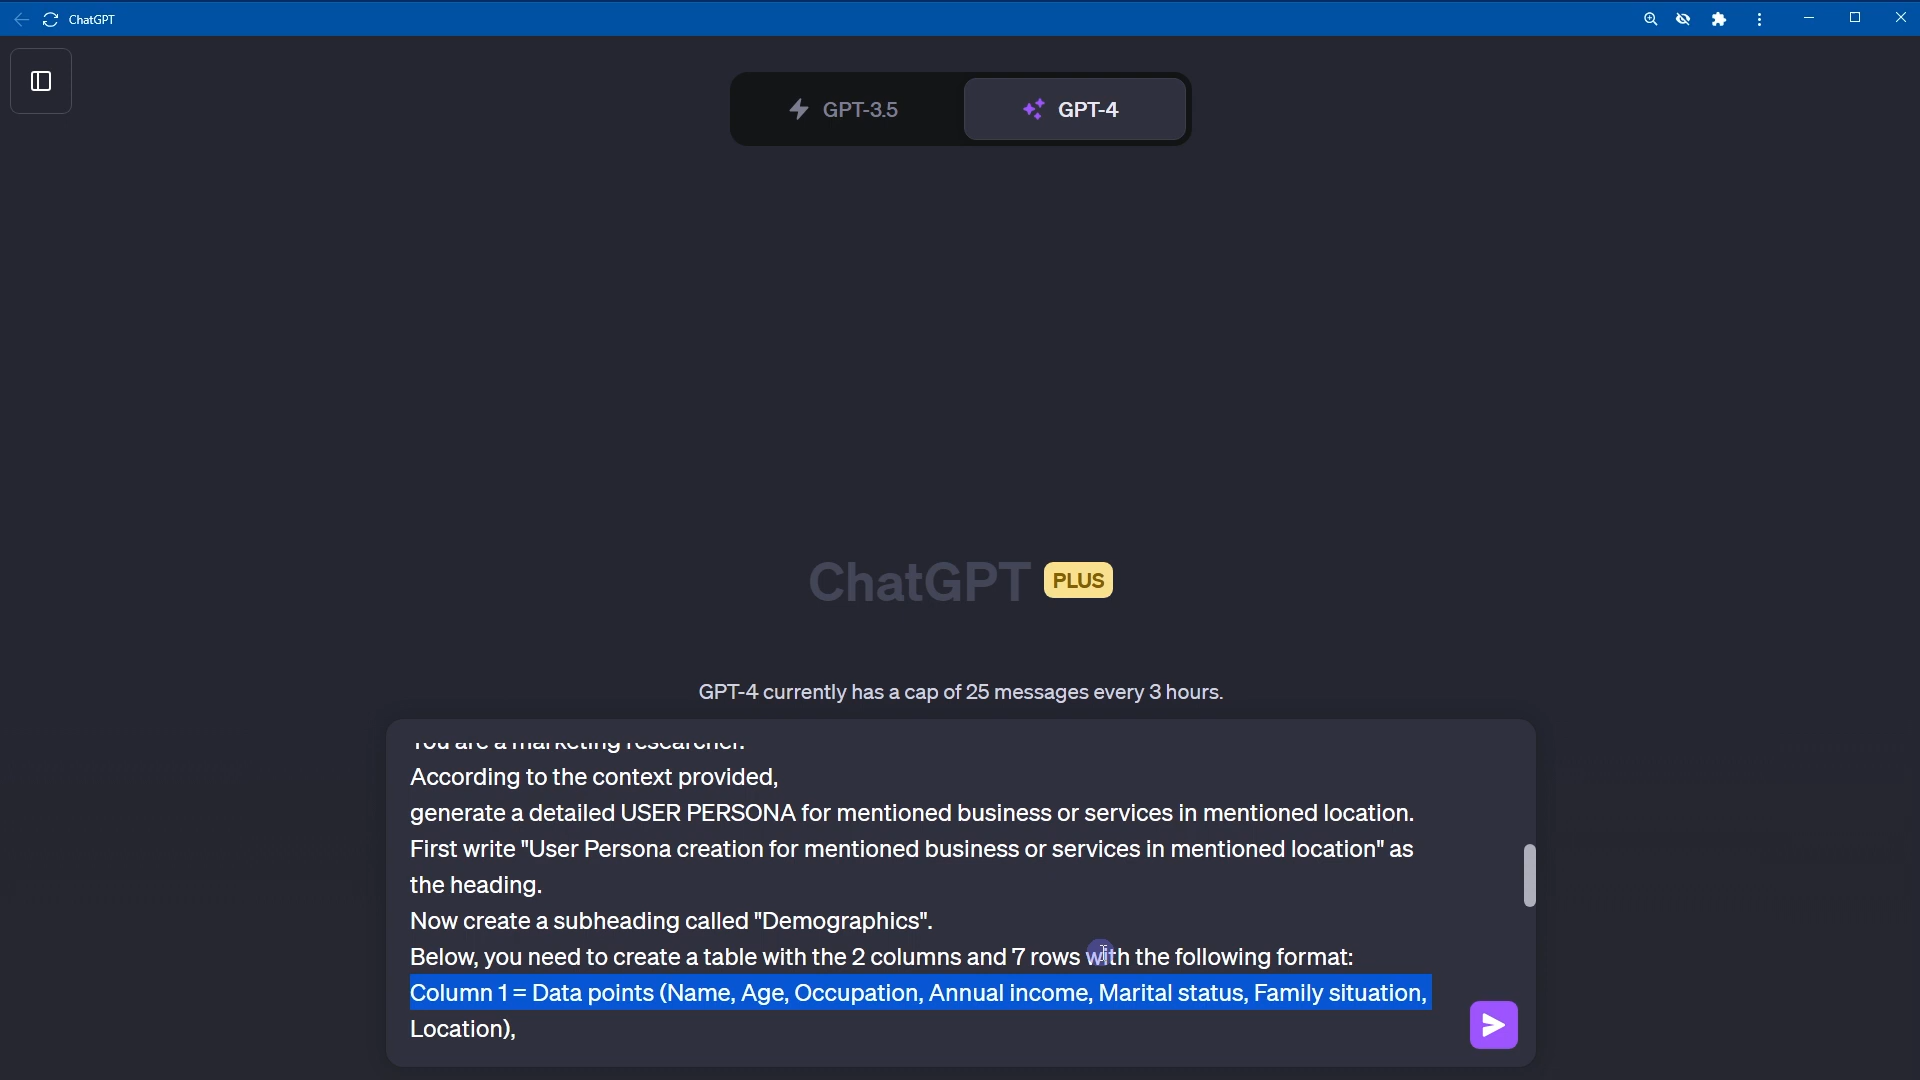 ChatGPT
GPT-3.5
GPT-4
ChatGPT PLUS
GPT-4 currently has a cap of 25 messages every 3 hours.
You are a marketing researcher.
According to the context provided,
generate a detailed USER PERSONA for mentioned business or services in mentioned location.
First write "User Persona creation for mentioned business or services in mentioned location" as
the heading.
Now create a subheading called "Demographics".
Below, you need to create a table with the 2 columns and 7 rows with the following format:
Column 1 = Data points (Name, Age, Occupation, Annual income, Marital status, Family situation,
Location),